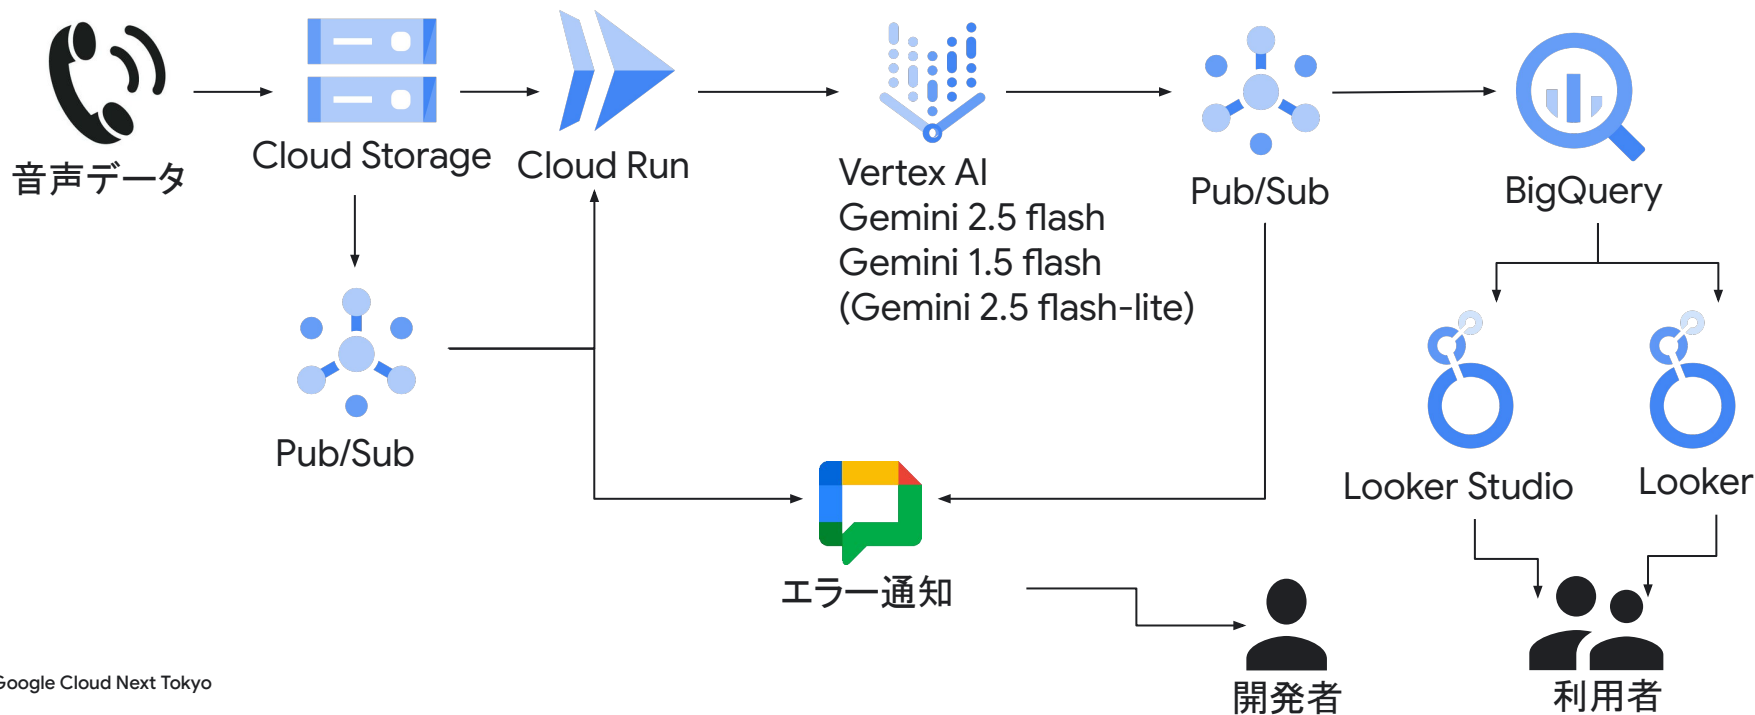 音声データ
Cloud Storage
Cloud Run
Vertex AI
Gemini 2.5 flash
Gemini 1.5 flash
(Gemini 2.5 flash-lite)
Pub/Sub
BigQuery
Pub/Sub
Looker Studio
Looker
エラー通知
開発者
利用者
Google Cloud Next Tokyo